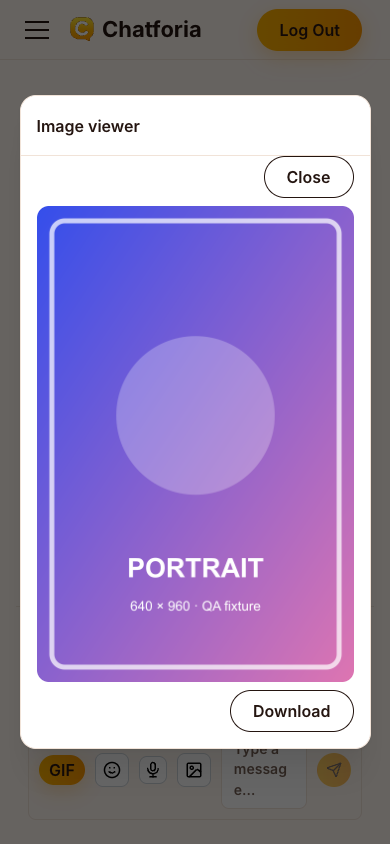 Chatforia
Log Out
Image viewer
Close
PORTRAIT
640 × 960 · QA fixture
Download
GIF
Type a
messag
e...